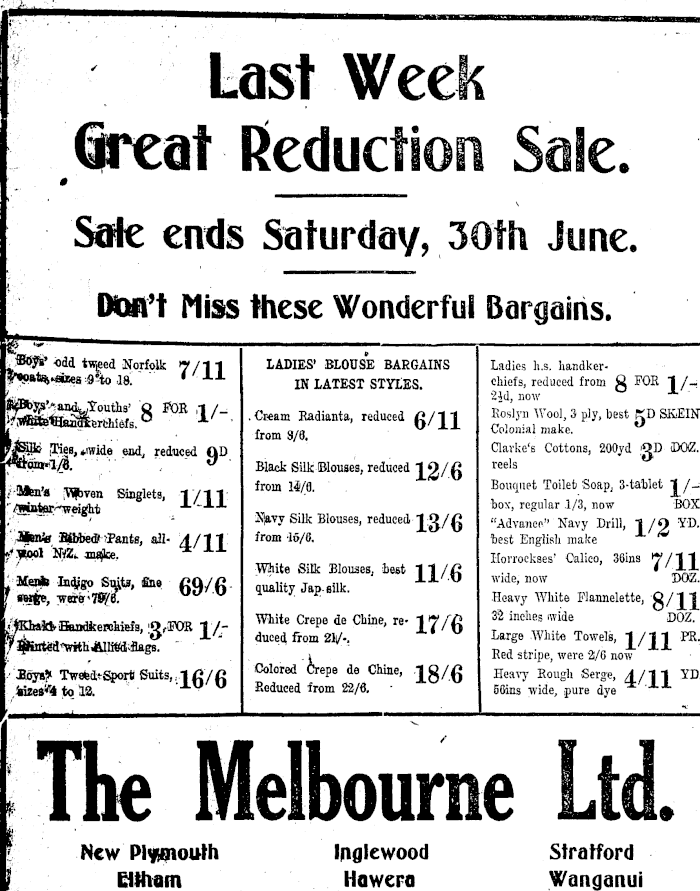 Last Week
Great Reduction Sale.
Sale ends Saturday, 30th June.
Don't Miss these Wonderful Bargains.
Boys' odd tweed Norfolk 7/11
coats, sizes 9 to 18.
Boys' and Youths' 8 FOR 1/-
white Handkerchiefs.
Silk Ties, wide end, reduced 9D
from 1/6.
Men's Woven Singlets, 1/11
winter weight
Men's Ribbed Pants, all- 4/11
wool N.Z. make.
Men's Indigo Suits, fine 69/6
serge, were 79/6.
Khaki Handkerchiefs, 3 FOR 1/-
Printed with Allied flags.
Boys' Tweed Sport Suits, 16/6
sizes 4 to 12.
LADIES' BLOUSE BARGAINS
IN LATEST STYLES.
Cream Radianta, reduced 6/11
from 9/6.
Black Silk Blouses, reduced 12/6
from 14/6.
Navy Silk Blouses, reduced 13/6
from 15/6.
White Silk Blouses, best 11/6
quality Jap. silk.
White Crepe de Chine, re- 17/6
duced from 21/-.
Colored Crepe de Chine, 18/6
Reduced from 22/6.
Ladies h.s. handker-
chiefs, reduced from 8 FOR 1/-
2½d, now
Roslyn Wool, 3 ply, best 5D SKEIN
Colonial make.
Clarke's Cottons, 200yd 3D DOZ.
reels
Bouquet Toilet Soap, 3-tablet 1/-
box, regular 1/3, now BOX
"Advance" Navy Drill, 1/2 YD.
best English make
Horrockses' Calico, 36ins 7/11
wide, now DOZ.
Heavy White Flannelette, 8/11
32 inches wide DOZ.
Large White Towels, 1/11 PR.
Red stripe, were 2/6 now
Heavy Rough Serge, 4/11 YD
56ins wide, pure dye
The Melbourne Ltd.
New Plymouth Inglewood Stratford
Eltham Hawera Wanganui